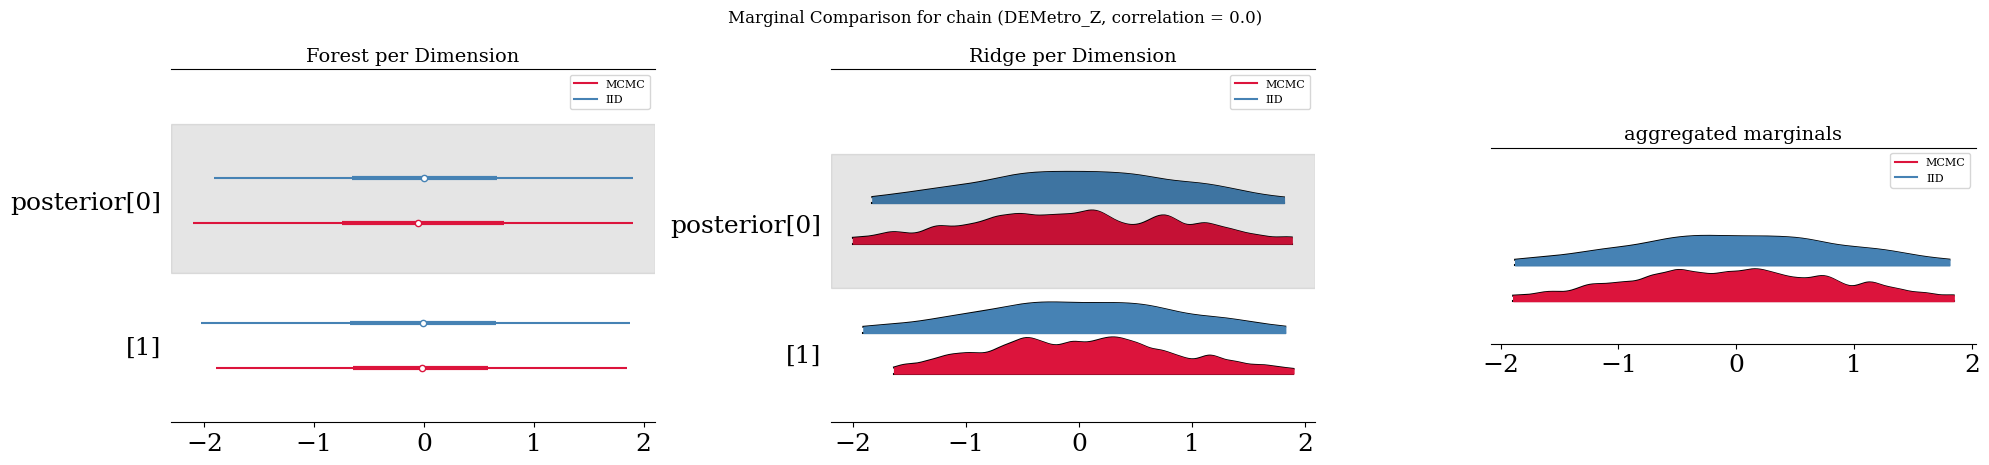 Marginal Comparison for chain (DEMetro_Z, correlation = 0.0)
Forest per Dimension
MCMC
IID
posterior[0]
[1]
−2 −1 0 1 2
Ridge per Dimension
MCMC
IID
posterior[0]
[1]
−2 −1 0 1 2
aggregated marginals
MCMC
IID
−2 −1 0 1 2